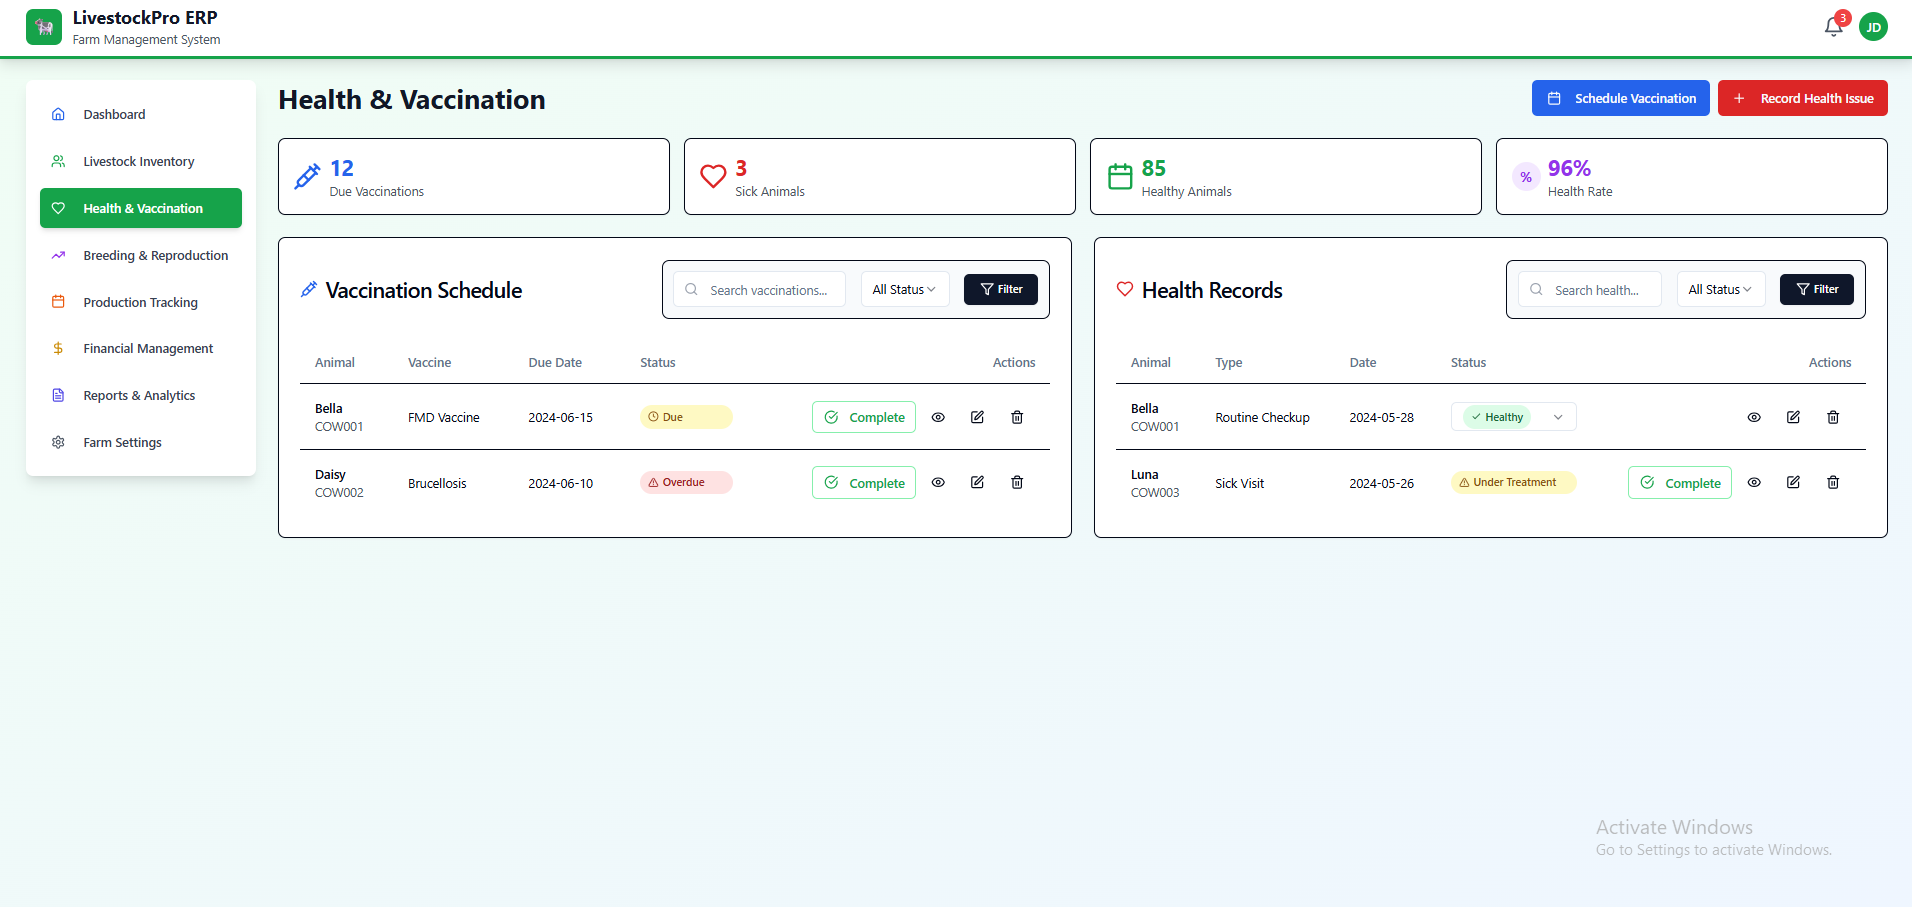 LivestockPro ERP
Farm Management System
3
JD
Dashboard
Livestock Inventory
Health & Vaccination
Breeding & Reproduction
Production Tracking
Financial Management
Reports & Analytics
Farm Settings
Health & Vaccination
Schedule Vaccination
Record Health Issue
12
Due Vaccinations
3
Sick Animals
85
Healthy Animals
%
96%
Health Rate
Vaccination Schedule
Search vaccinations...
All Status
Filter
Animal Vaccine Due Date Status Actions
Bella
COW001
FMD Vaccine 2024-06-15 Due Complete
Daisy
COW002
Brucellosis 2024-06-10 Overdue Complete
Health Records
Search health...
All Status
Filter
Animal Type Date Status Actions
Bella
COW001
Routine Checkup 2024-05-28 Healthy
Luna
COW003
Sick Visit 2024-05-26 Under Treatment Complete
Activate Windows
Go to Settings to activate Windows.